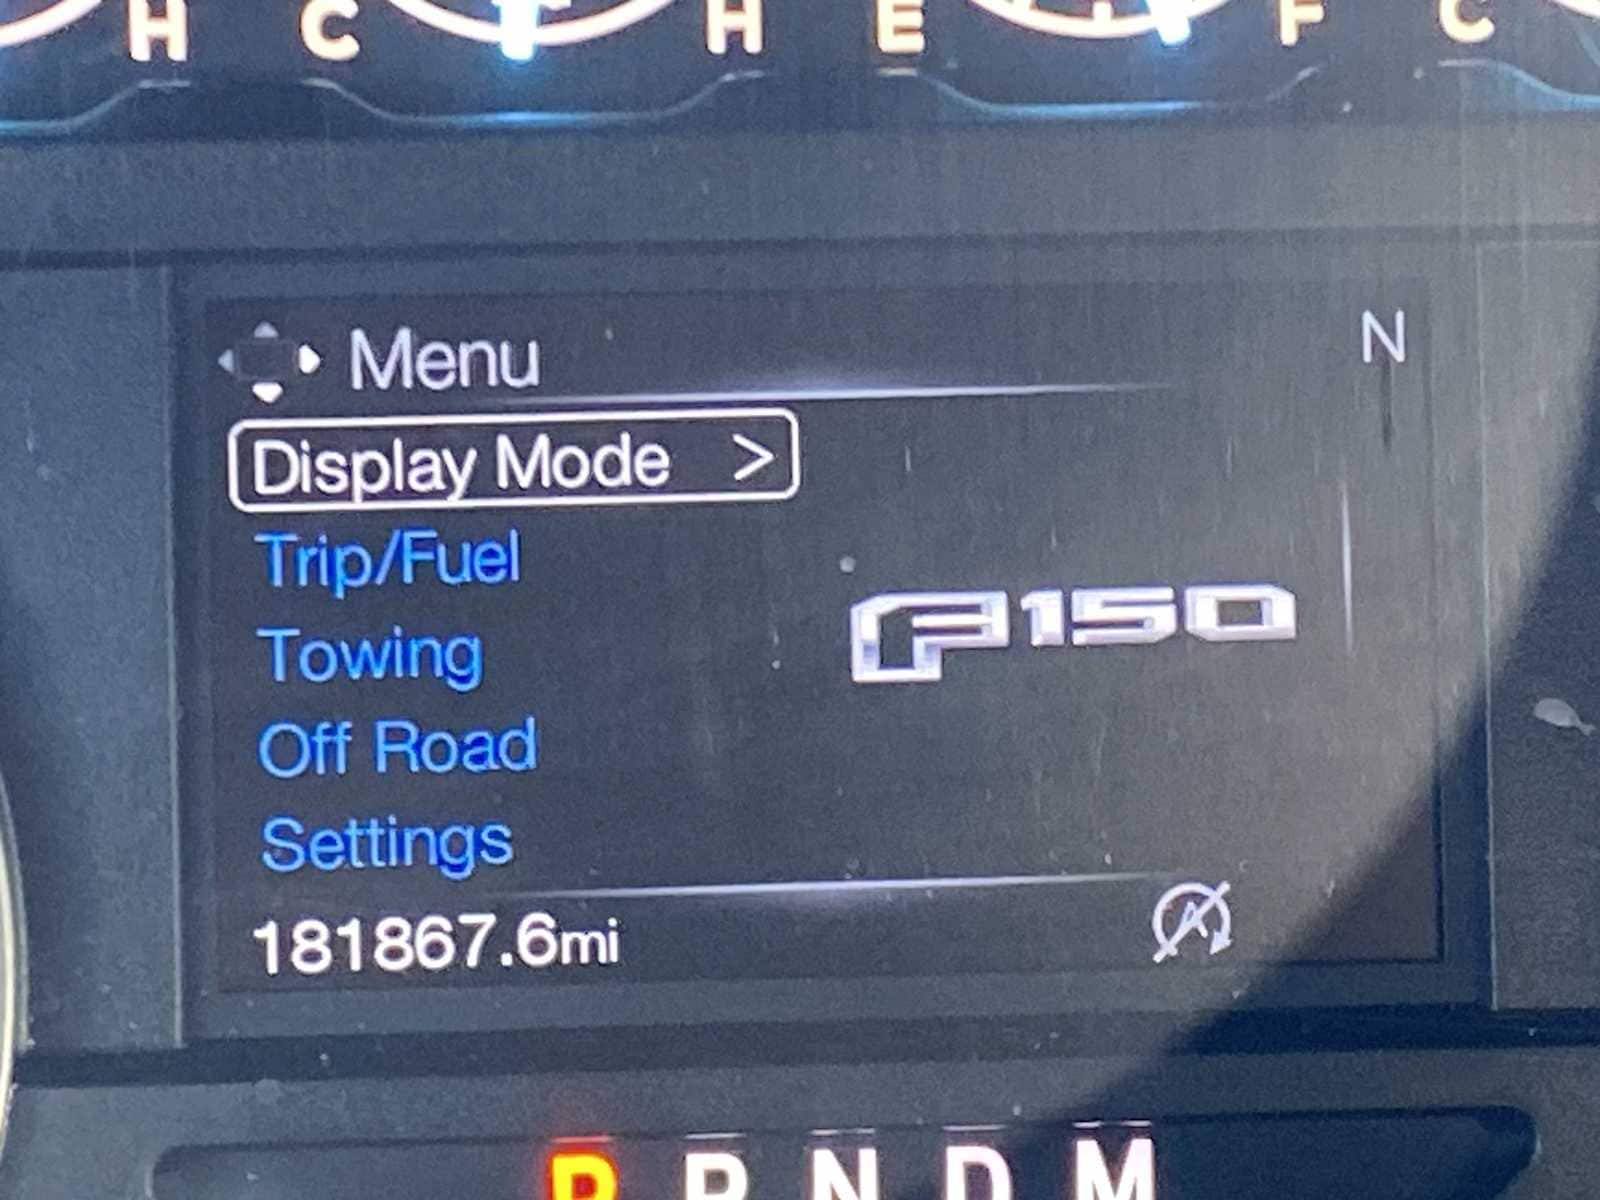 H C H E F C
Menu
N
Display Mode >
Trip/Fuel
Towing
F150
Off Road
Settings
181867.6mi
A
P R N D M